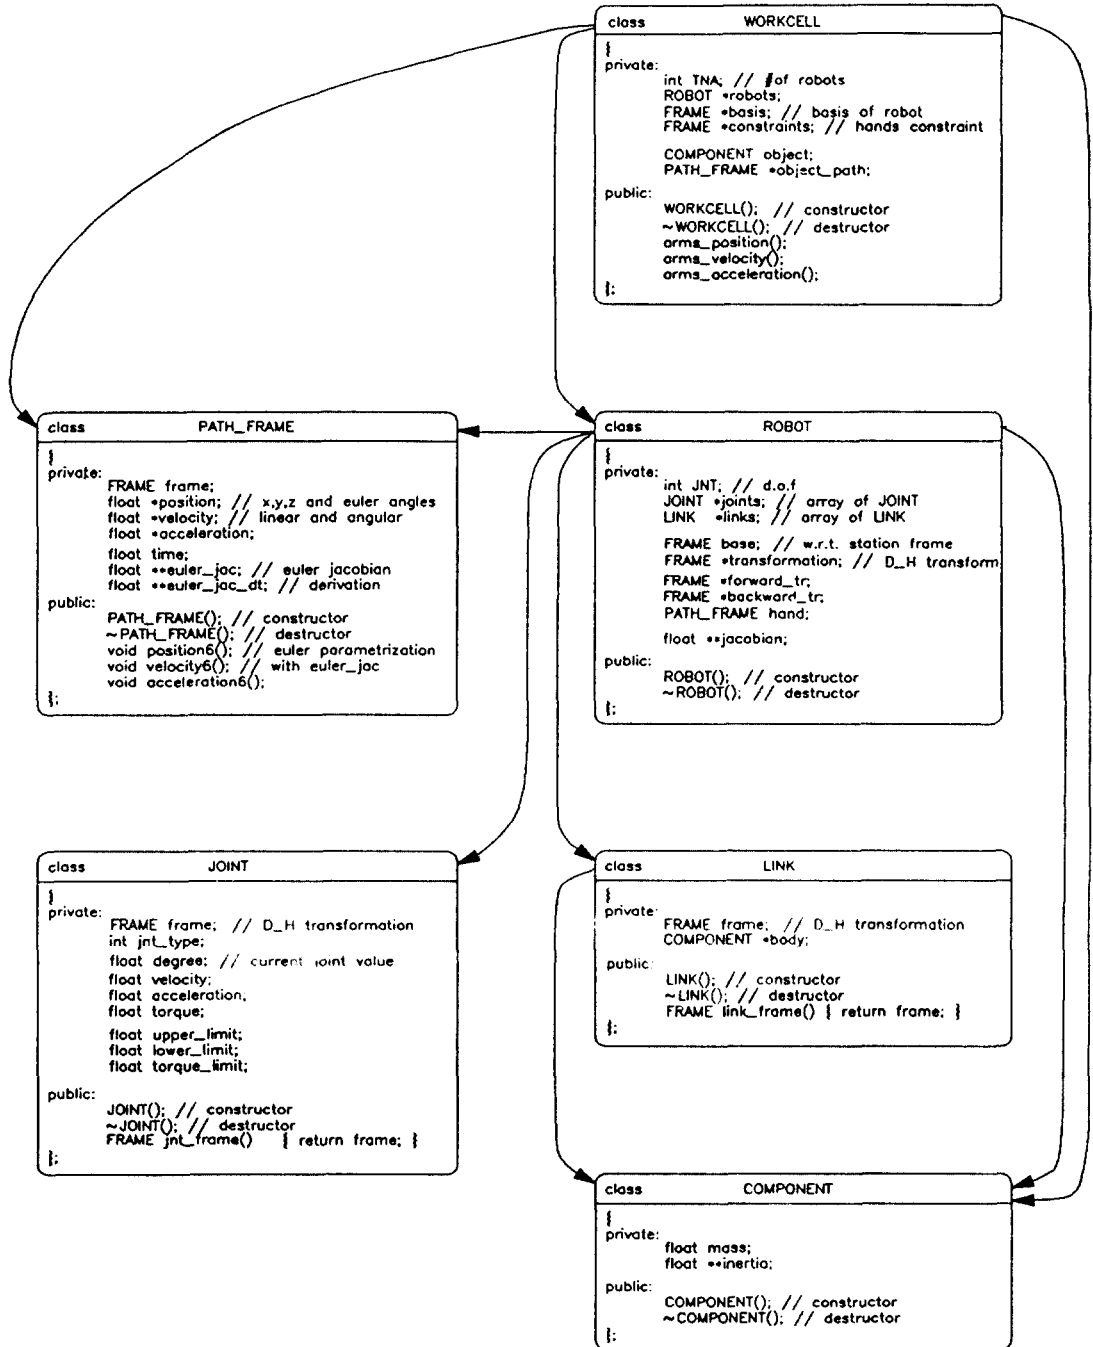 class WORKCELL
{
private:
int TNA; // # of robots
ROBOT *robots;
FRAME *basis; // basis of robot
FRAME *constraints; // hands constraint
COMPONENT object;
PATH_FRAME *object_path;
public:
WORKCELL(); // constructor
~WORKCELL(); // destructor
arms_position();
arms_velocity();
arms_acceleration();
};
class PATH_FRAME
{
private:
FRAME frame;
float *position; // x,y,z and euler angles
float *velocity; // linear and angular
float *acceleration;
float time;
float **euler_jac; // euler jacobian
float **euler_jac_dt; // derivation
public:
PATH_FRAME(); // constructor
~PATH_FRAME(); // destructor
void position6(); // euler parametrization
void velocity6(); // with euler_jac
void acceleration6();
};
class ROBOT
{
private:
int JNT; // d.o.f
JOINT *joints; // array of JOINT
LINK *links; // array of LINK
FRAME base; // w.r.t. station frame
FRAME *transformation; // D_H transform
FRAME *forward_tr;
FRAME *backward_tr;
PATH_FRAME hand;
float **jacobian;
public:
ROBOT(); // constructor
~ROBOT(); // destructor
};
class JOINT
{
private:
FRAME frame; // D_H transformation
int jnt_type;
float degree; // current joint value
float velocity;
float acceleration;
float torque;
float upper_limit;
float lower_limit;
float torque_limit;
public:
JOINT(); // constructor
~JOINT(); // destructor
FRAME jnt_frame() { return frame; }
};
class LINK
{
private:
FRAME frame; // D_H transformation
COMPONENT *body;
public:
LINK(); // constructor
~LINK(); // destructor
FRAME link_frame() { return frame; }
};
class COMPONENT
{
private:
float mass;
float **inertia;
public:
COMPONENT(); // constructor
~COMPONENT(); // destructor
};